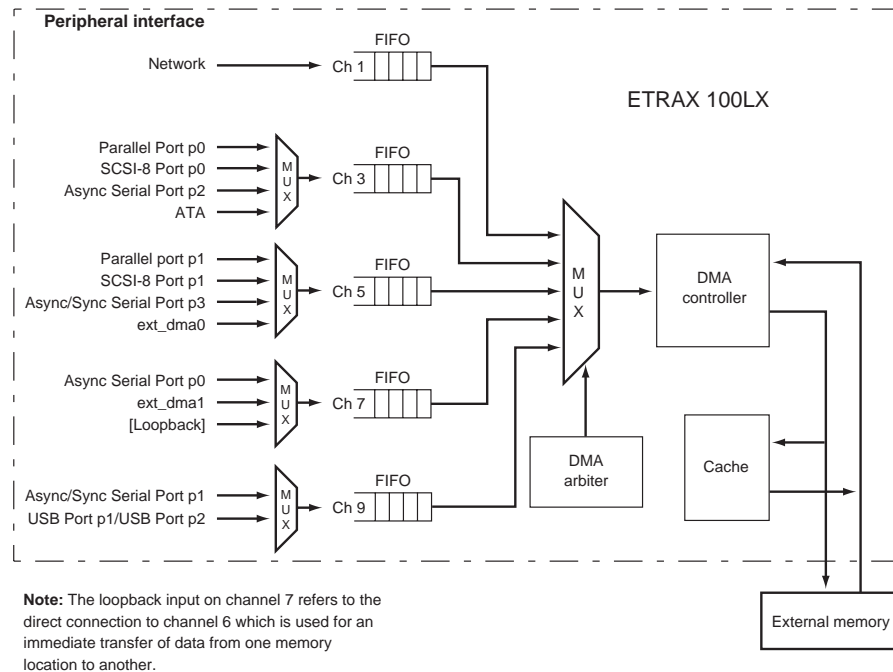 Peripheral interface
FIFO
Network
Ch 1
ETRAX 100LX
FIFO
Parallel Port p0
SCSI-8 Port p0
Async Serial Port p2
ATA
MUX
Ch 3
FIFO
Parallel port p1
SCSI-8 Port p1
Async/Sync Serial Port p3
ext_dma0
MUX
Ch 5
MUX
DMA
controller
FIFO
Async Serial Port p0
ext_dma1
[Loopback]
MUX
Ch 7
DMA
arbiter
Cache
FIFO
Async/Sync Serial Port p1
USB Port p1/USB Port p2
MUX
Ch 9
Note: The loopback input on channel 7 refers to the
direct connection to channel 6 which is used for an
immediate transfer of data from one memory
location to another.
External memory